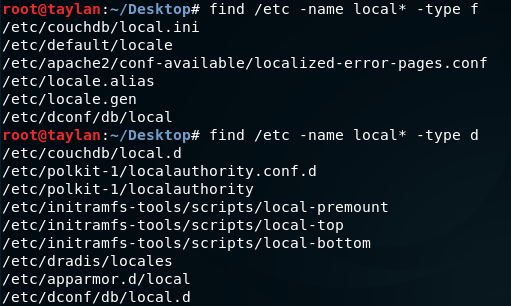 root@taylan:~/Desktop# find /etc -name local* -type f
/etc/couchdb/local.ini
/etc/default/locale
/etc/apache2/conf-available/localized-error-pages.conf
/etc/locale.alias
/etc/locale.gen
/etc/dconf/db/local
root@taylan:~/Desktop# find /etc -name local* -type d
/etc/couchdb/local.d
/etc/polkit-1/localauthority.conf.d
/etc/polkit-1/localauthority
/etc/initramfs-tools/scripts/local-premount
/etc/initramfs-tools/scripts/local-top
/etc/initramfs-tools/scripts/local-bottom
/etc/dradis/locales
/etc/apparmor.d/local
/etc/dconf/db/local.d